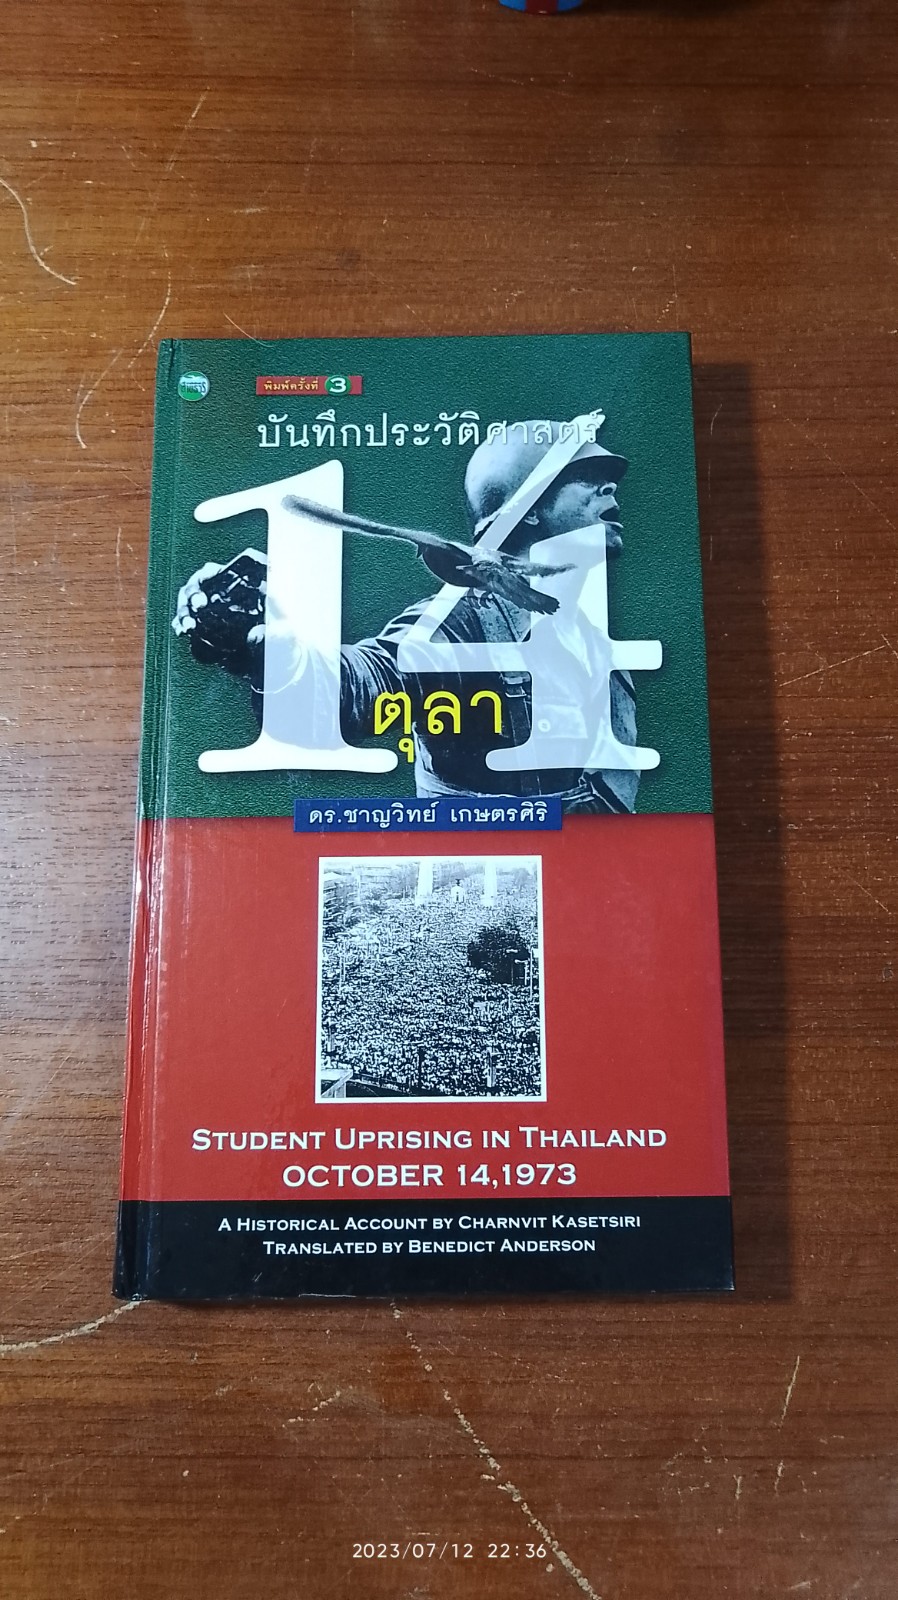 พิมพ์ครั้งที่ 3
บันทึกประวัติศาสตร์
14
ตุลา
ดร.ชาญวิทย์ เกษตรศิริ
STUDENT UPRISING IN THAILAND
OCTOBER 14,1973
A HISTORICAL ACCOUNT BY CHARNVIT KASETSIRI
TRANSLATED BY BENEDICT ANDERSON
2023/07/12 22:36